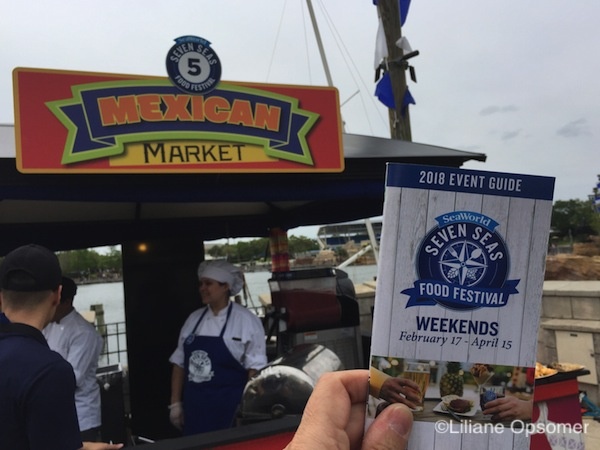 SeaWorld
SEVEN SEAS
5
FOOD FESTIVAL
MEXICAN
MARKET
2018 EVENT GUIDE
SeaWorld
SEVEN SEAS
FOOD FESTIVAL
WEEKENDS
February 17 - April 15
©Liliane Opsomer